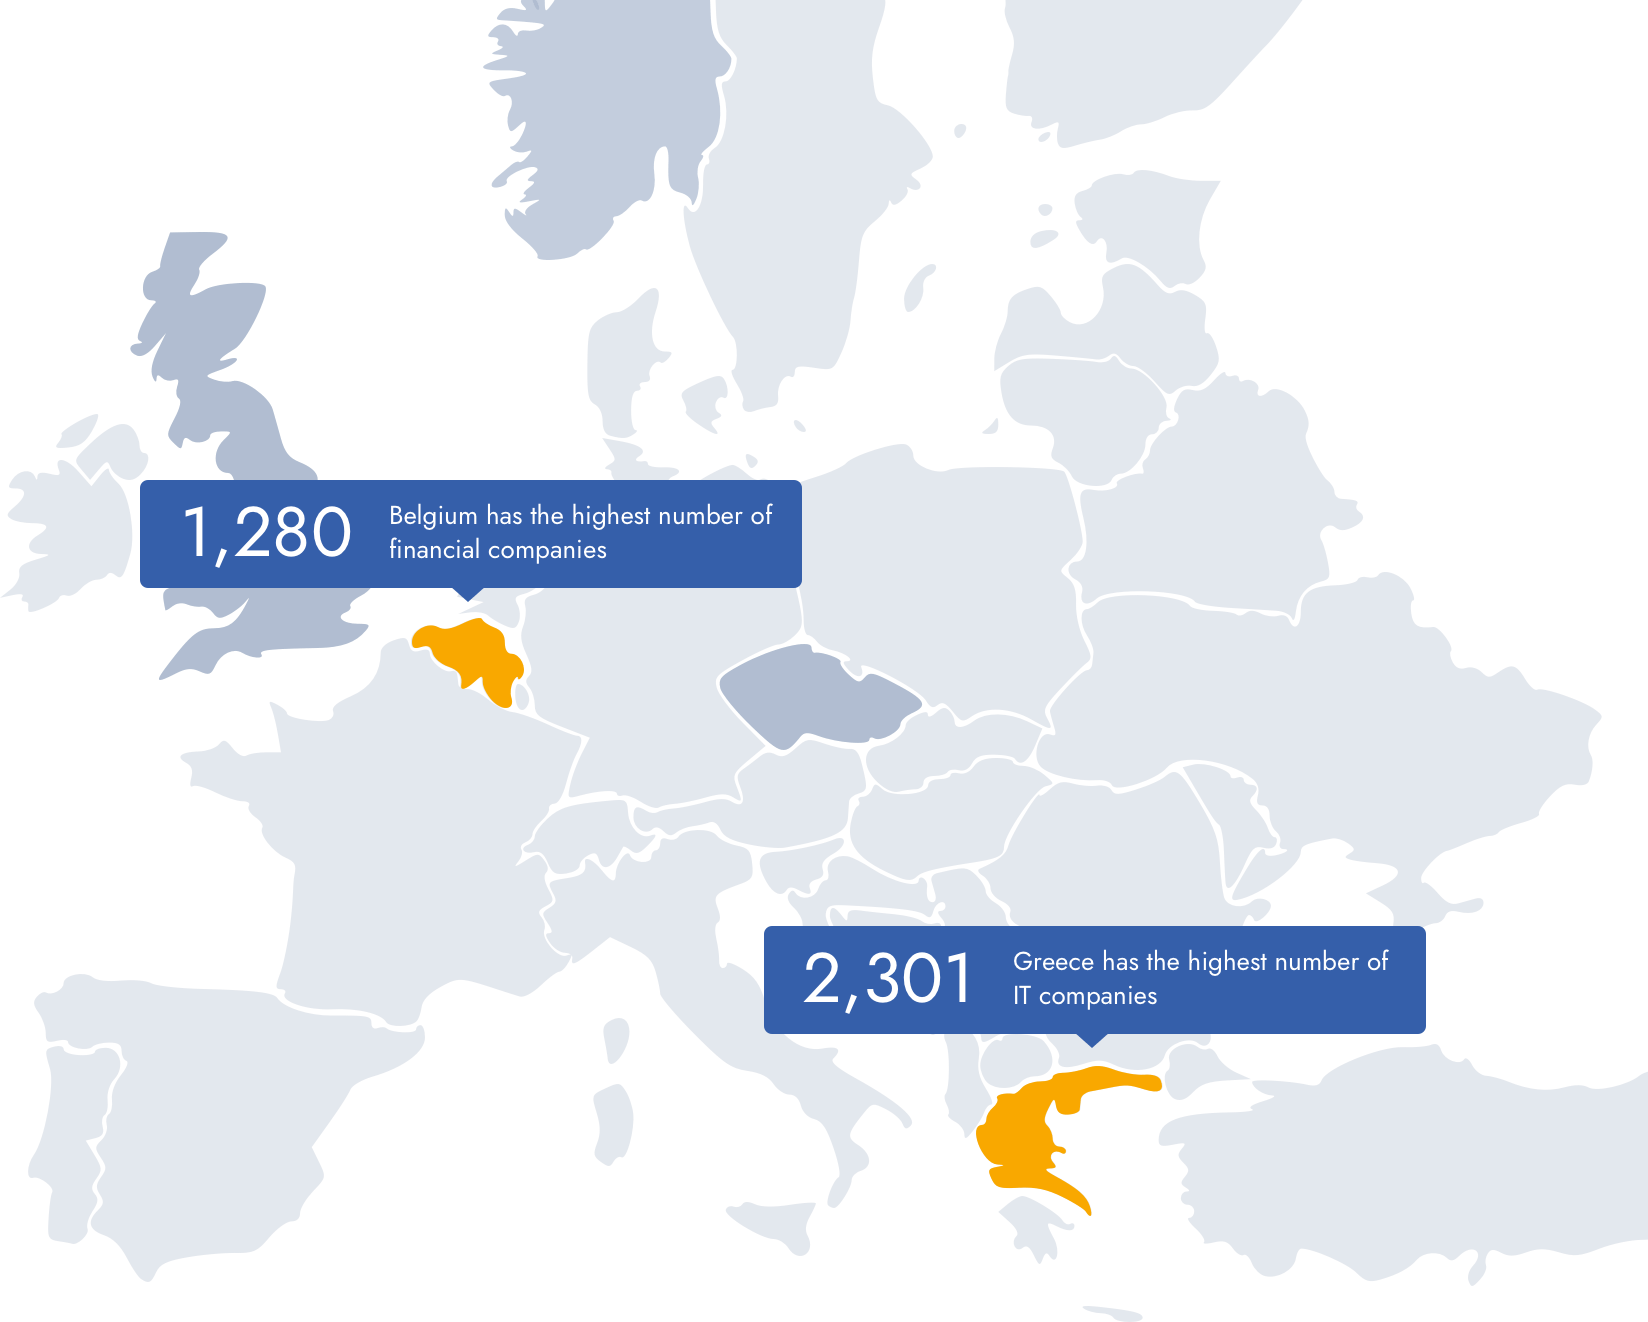 1,280
Belgium has the highest number of
financial companies
2,301
Greece has the highest number of
IT companies